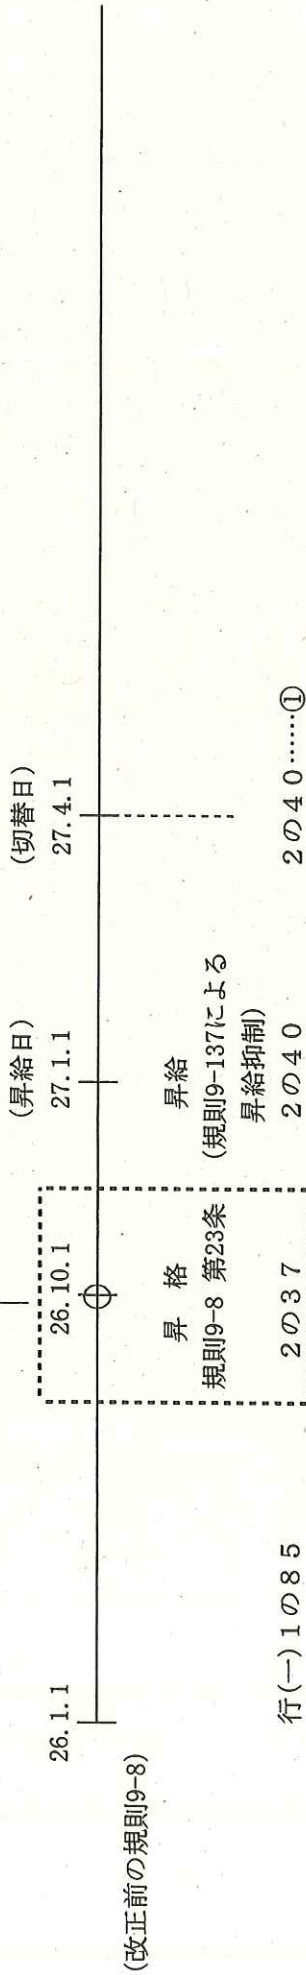 (昇給日)
(切替日)
26.1.1
26.10.1
27.1.1
27.4.1
(改正前の規則9-8)
昇　格
規則9-8 第23条
昇給
(規則9-137による
昇給抑制)
行(一)1の85
2の37
2の40
2の40……①